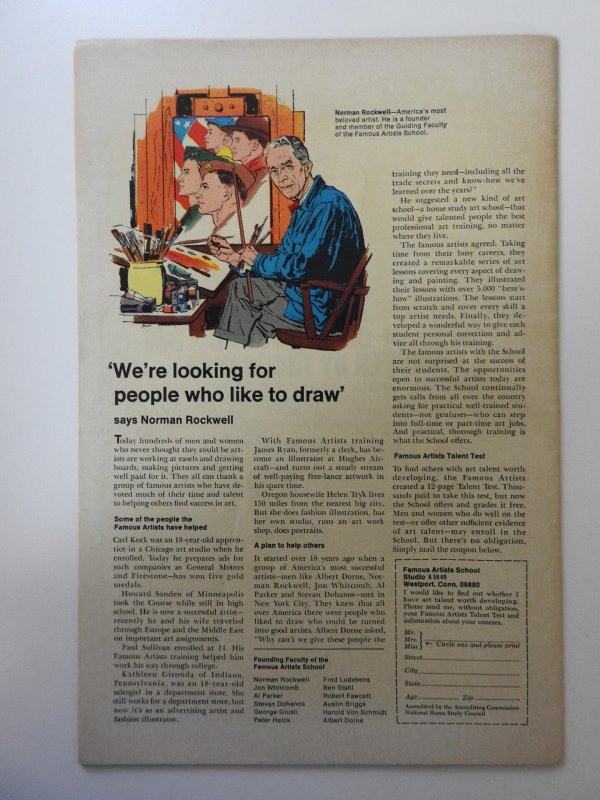 Norman Rockwell—America's most
beloved artist. He is a founder
and member of the Guiding Faculty
of the Famous Artists School.
'We're looking for
people who like to draw'
says Norman Rockwell
Today hundreds of men and women
who never thought they could be art-
ists are working at easels and drawing
boards, making pictures and getting
well paid for it. They all can thank a
group of famous artists who have de-
voted much of their time and talent
to helping others find success in art.
Some of the people the
Famous Artists have helped
Carl Kock was an 18-year-old appren-
tice in a Chicago art studio when he
enrolled. Today he prepares ads for
such companies as General Motors
and Firestone—has won five gold
medals.
Howard Sanden of Minneapolis
took the Course while still in high
school. He is now a successful artist—
recently he and his wife traveled
through Europe and the Middle East
on important art assignments.
Paul Sullivan enrolled at 14. His
Famous Artists training helped him
work his way through college.
Kathleen Gironda of Indiana,
Pennsylvania, was an 18-year-old
salesgirl in a department store. She
still works for a department store, but
now it's as an advertising artist and
fashion illustrator.
With Famous Artists training
James Ryan, formerly a clerk, has be-
come an illustrator at Hughes Air-
craft—and turns out a steady stream
of well-paying free-lance artwork in
his spare time.
Oregon housewife Helen Tryk lives
150 miles from the nearest big city.
But she does fashion illustration, has
her own studio, runs an art work
shop, does portraits.
A plan to help others
It started over 18 years ago when a
group of America's most successful
artists—men like Albert Dorne, Nor-
man Rockwell, Jon Whitcomb, Al
Parker and Stevan Dohanos—met in
New York City. They knew that all
over America there were people who
liked to draw who could be turned
into good artists. Albert Dorne asked,
"Why can't we give these people the
Founding Faculty of the
Famous Artists School
Norman Rockwell
Jon Whitcomb
Al Parker
Stevan Dohanos
George Giusti
Peter Helck
Fred Ludekens
Ben Stahl
Robert Fawcett
Austin Briggs
Harold Von Schmidt
Albert Dorne
training they need—including all the
trade secrets and know-how we've
learned over the years?"
He suggested a new kind of art
school—a home study art school—that
would give talented people the best
professional art training, no matter
where they live.
The famous artists agreed. Taking
time from their busy careers, they
created a remarkable series of art
lessons covering every aspect of draw-
ing and painting. They illustrated
their lessons with over 5,000 "here's-
how" illustrations. The lessons start
from scratch and cover every skill a
top artist needs. Finally, they de-
veloped a wonderful way to give each
student personal correction and ad-
vice all through his training.
The famous artists with the School
are not surprised at the success of
their students. The opportunities
open to successful artists today are
enormous. The School continually
gets calls from all over the country
asking for practical well-trained stu-
dents—not geniuses—who can step
into full-time or part-time art jobs.
And practical, thorough training is
what the School offers.
Famous Artists Talent Test
To find others with art talent worth
developing, the Famous Artists
created a 12-page Talent Test. Thou-
sands paid to take this test, but now
the School offers and grades it free.
Men and women who do well on the
test—or offer other sufficient evidence
of art talent—may enroll in the
School. But there's no obligation.
Simply mail the coupon below.
Famous Artists School
Studio A 5949
Westport, Conn. 06880
I would like to find out whether I
have art talent worth developing.
Please send me, without obligation,
your Famous Artists Talent Test and
information about your courses.
Mr.
Mrs.
Miss
Circle one and please print
Street
City
State
Age Zip
Accredited by the Accrediting Commission
National Home Study Council